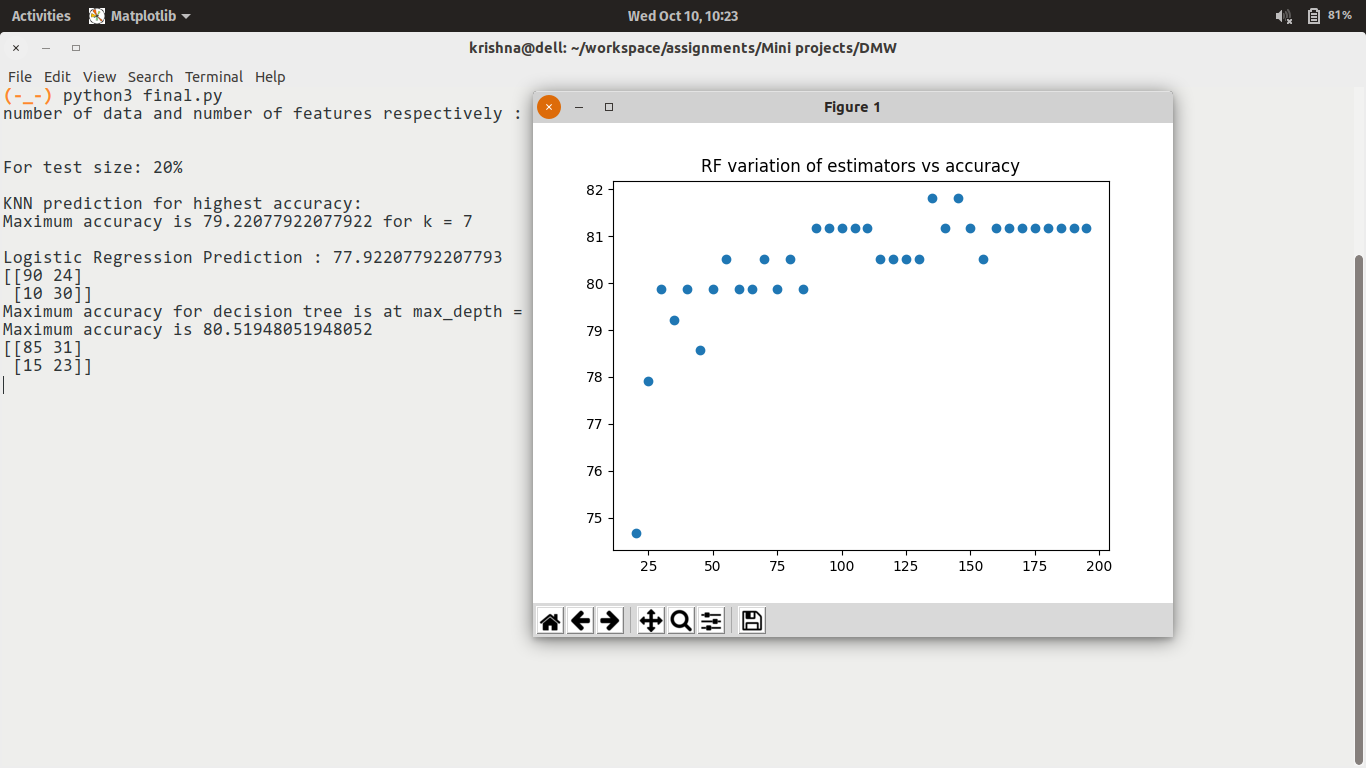 Activities Matplotlib Wed Oct 10, 10:23 81%
krishna@dell: ~/workspace/assignments/Mini projects/DMW
File Edit View Search Terminal Help
(-_-) python3 final.py
number of data and number of features respectively :
For test size: 20%
KNN prediction for highest accuracy:
Maximum accuracy is 79.22077922077922 for k = 7
Logistic Regression Prediction : 77.92207792207793
[[90 24]
[10 30]]
Maximum accuracy for decision tree is at max_depth =
Maximum accuracy is 80.51948051948052
[[85 31]
[15 23]]
Figure 1
RF variation of estimators vs accuracy
82
81
80
79
78
77
76
75
25 50 75 100 125 150 175 200